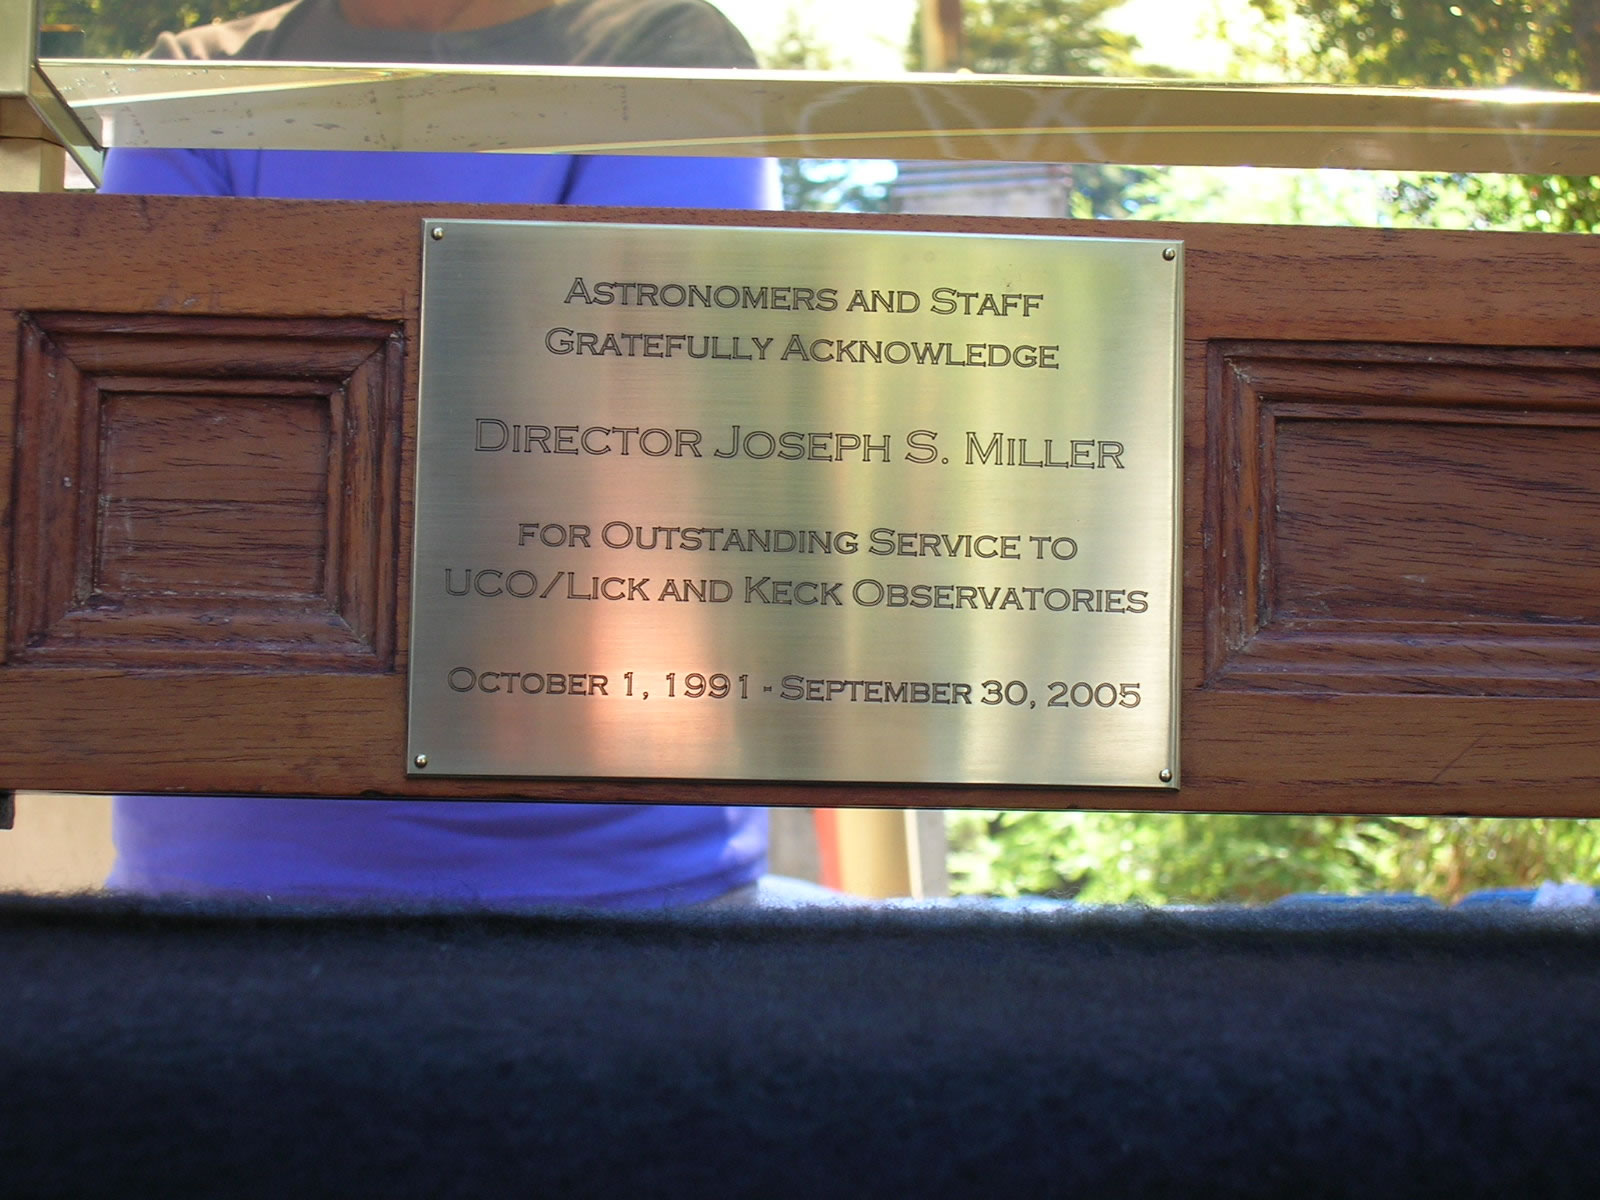 Astronomers and Staff
Gratefully Acknowledge
Director Joseph S. Miller
for Outstanding Service to
UCO/Lick and Keck Observatories
October 1, 1991 - September 30, 2005